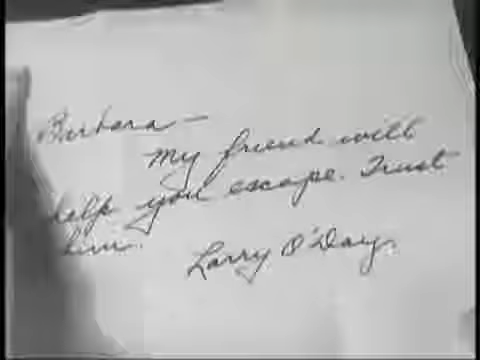 Barbara —
My friend will
help you escape. Trust
him.
Larry O'Day.